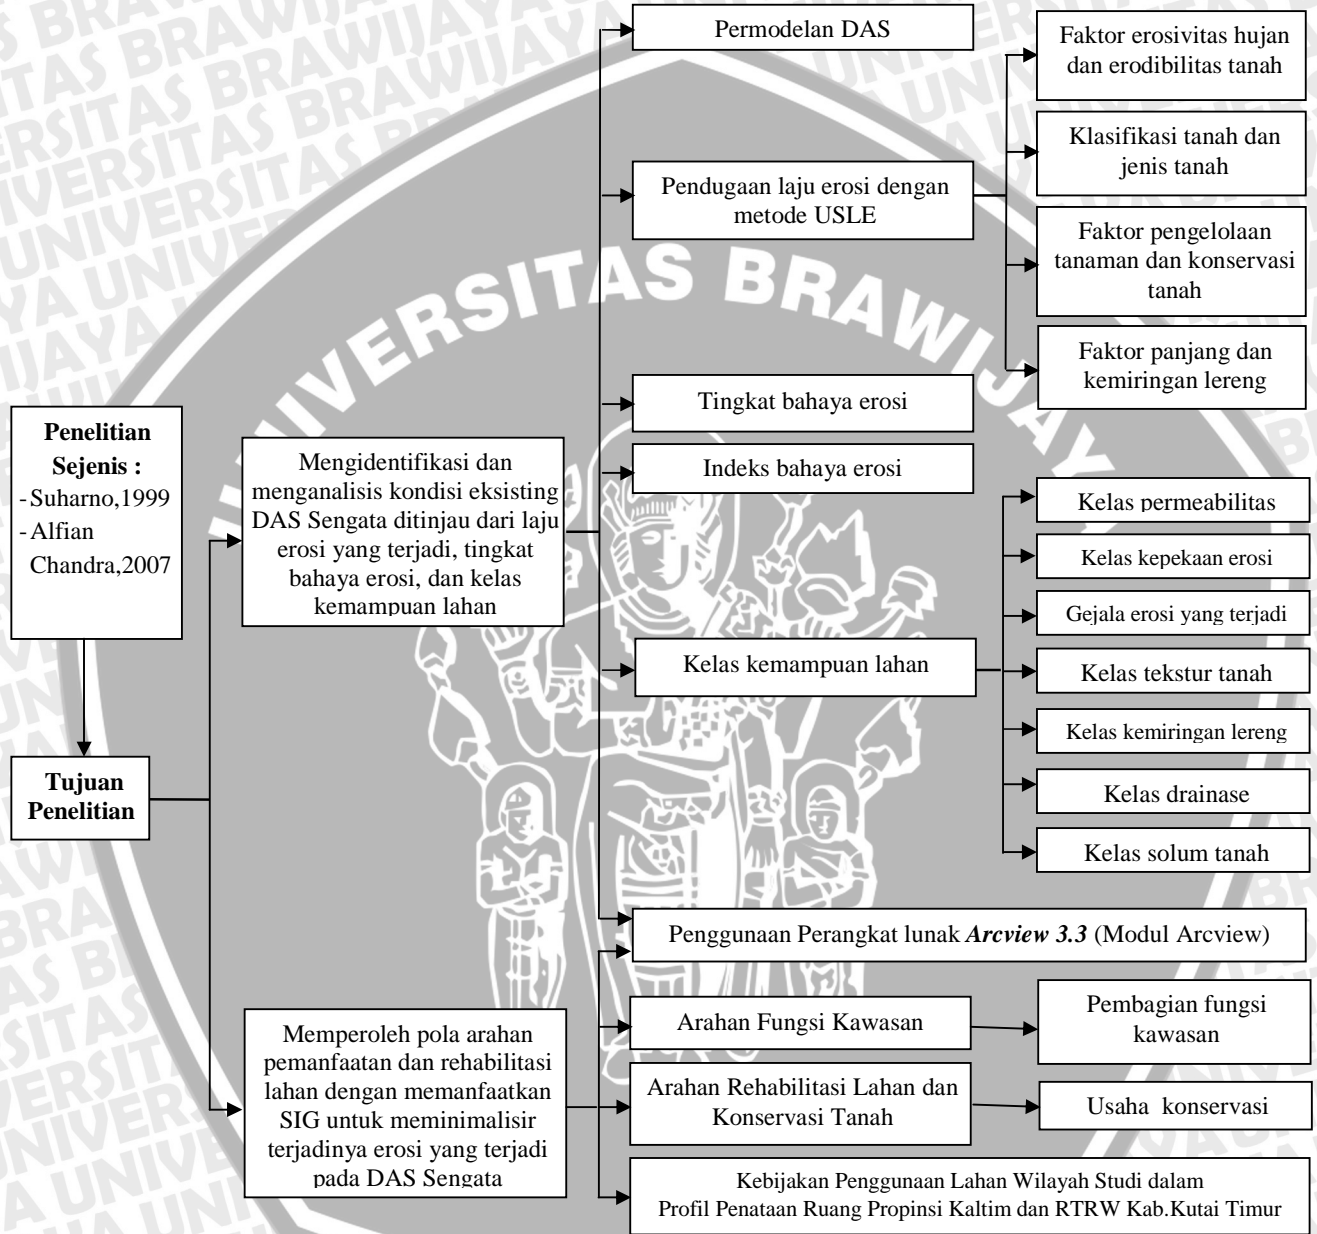 Penelitian
Sejenis :
- Suharno,1999
- Alfian
Chandra,2007
Tujuan
Penelitian
Mengidentifikasi dan
menganalisis kondisi eksisting
DAS Sengata ditinjau dari laju
erosi yang terjadi, tingkat
bahaya erosi, dan kelas
kemampuan lahan
Memperoleh pola arahan
pemanfaatan dan rehabilitasi
lahan dengan memanfaatkan
SIG untuk meminimalisir
terjadinya erosi yang terjadi
pada DAS Sengata
Permodelan DAS
Pendugaan laju erosi dengan
metode USLE
Tingkat bahaya erosi
Indeks bahaya erosi
Kelas kemampuan lahan
Penggunaan Perangkat lunak Arcview 3.3 (Modul Arcview)
Arahan Fungsi Kawasan
Arahan Rehabilitasi Lahan dan
Konservasi Tanah
Kebijakan Penggunaan Lahan Wilayah Studi dalam
Profil Penataan Ruang Propinsi Kaltim dan RTRW Kab.Kutai Timur
Faktor erosivitas hujan
dan erodibilitas tanah
Klasifikasi tanah dan
jenis tanah
Faktor pengelolaan
tanaman dan konservasi
tanah
Faktor panjang dan
kemiringan lereng
Kelas permeabilitas
Kelas kepekaan erosi
Gejala erosi yang terjadi
Kelas tekstur tanah
Kelas kemiringan lereng
Kelas drainase
Kelas solum tanah
Pembagian fungsi
kawasan
Usaha konservasi
UNIVERSITAS BRAWIJAYA